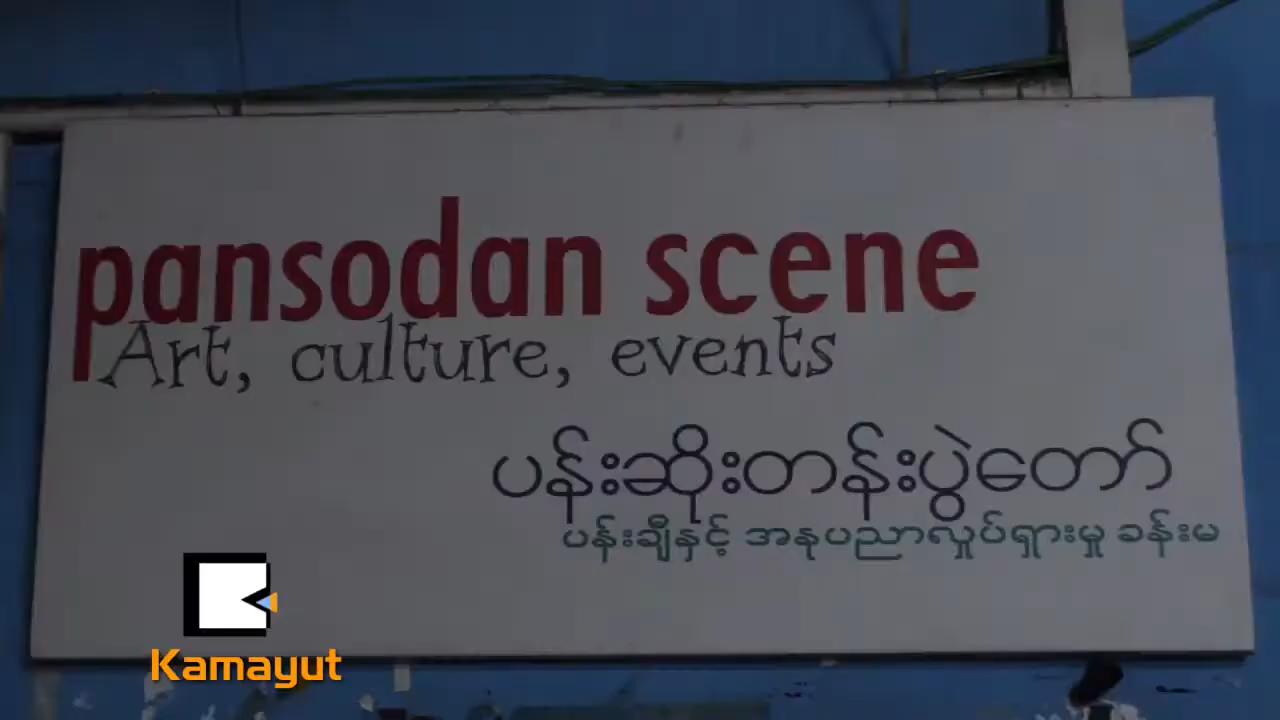 pansodan scene
Art, culture, events
ပန်းဆိုးတန်းပွဲတော်
ပန်းချီနှင့် အနုပညာလှုပ်ရှားမှု ခန်းမ
Kamayut